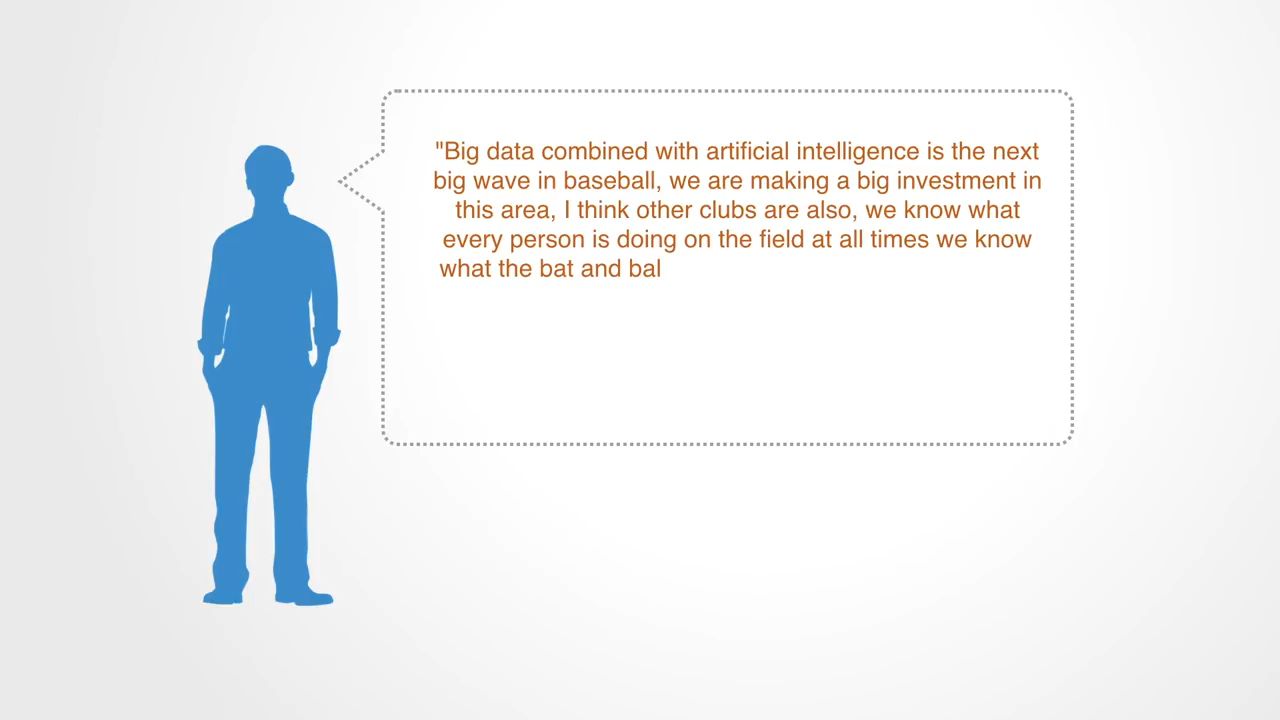 "Big data combined with artificial intelligence is the next
big wave in baseball, we are making a big investment in
this area, I think other clubs are also, we know what
every person is doing on the field at all times we know
what the bat and bal